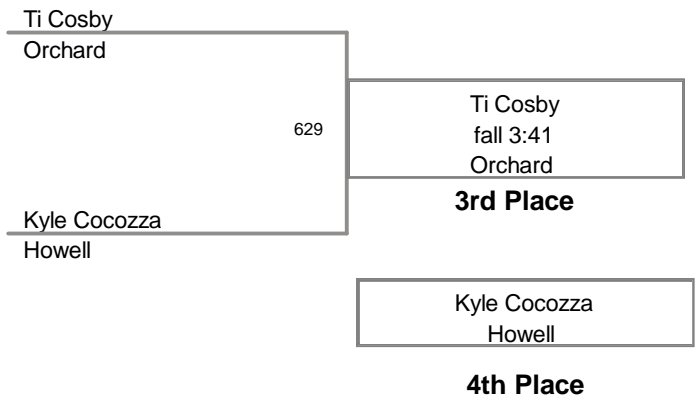 Ti Cosby
Orchard
629
Ti Cosby
fall 3:41
Orchard
3rd Place
Kyle Cocozza
Howell
Kyle Cocozza
Howell
4th Place